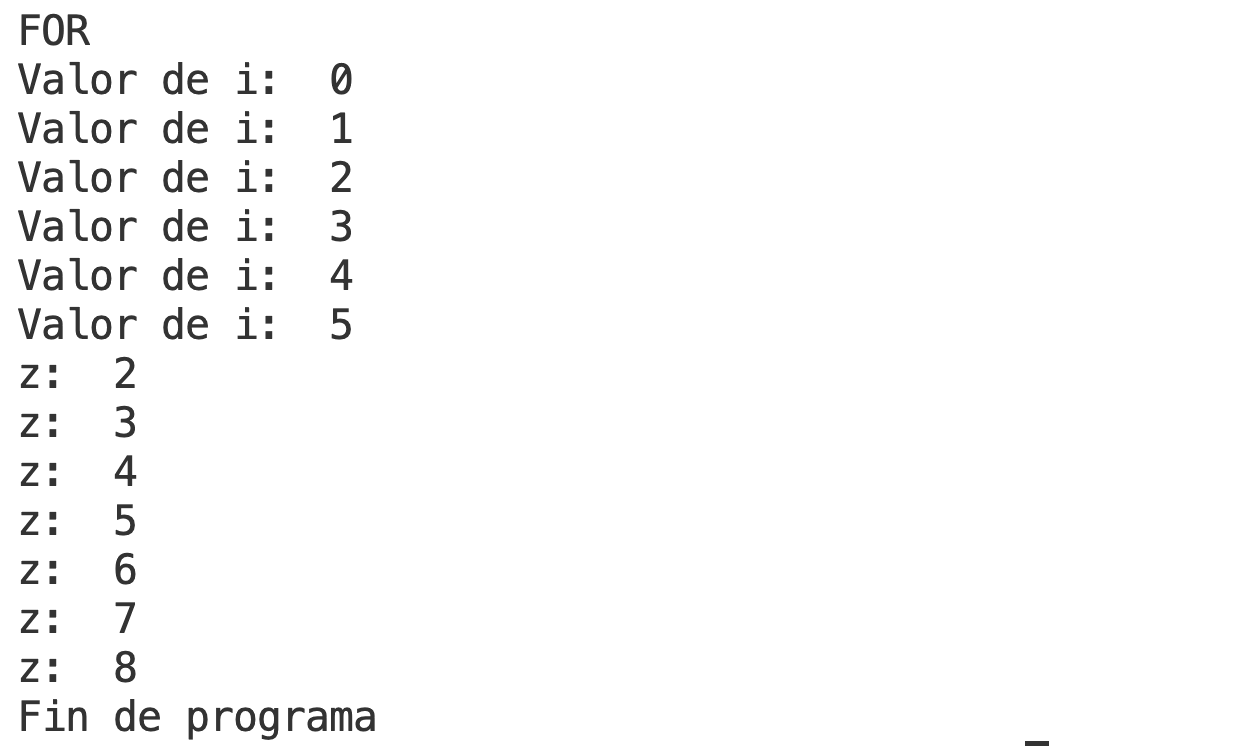 FOR
Valor de i:  0
Valor de i:  1
Valor de i:  2
Valor de i:  3
Valor de i:  4
Valor de i:  5
z:  2
z:  3
z:  4
z:  5
z:  6
z:  7
z:  8
Fin de programa